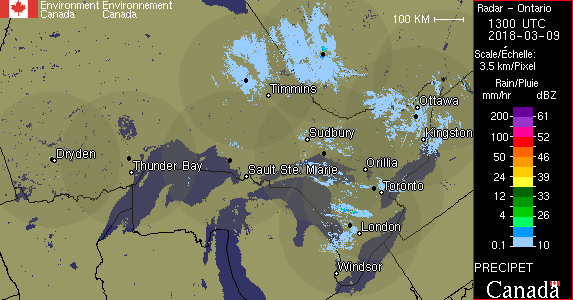 Environment Environnement
Canada Canada
100 KM
Timmins
Ottawa
Sudbury
Kingston
Dryden
Thunder Bay
Sault Ste. Marie
Orillia
Toronto
London
Windsor
Radar - Ontario
1300 UTC
2018-03-09
Scale/Échelle:
3.5 km/Pixel
Rain/Pluie
mm/hr dBZ
200 61
100 52
50 46
24 39
12 33
4 26
2 20
0.1 10
PRECIPET
Canada